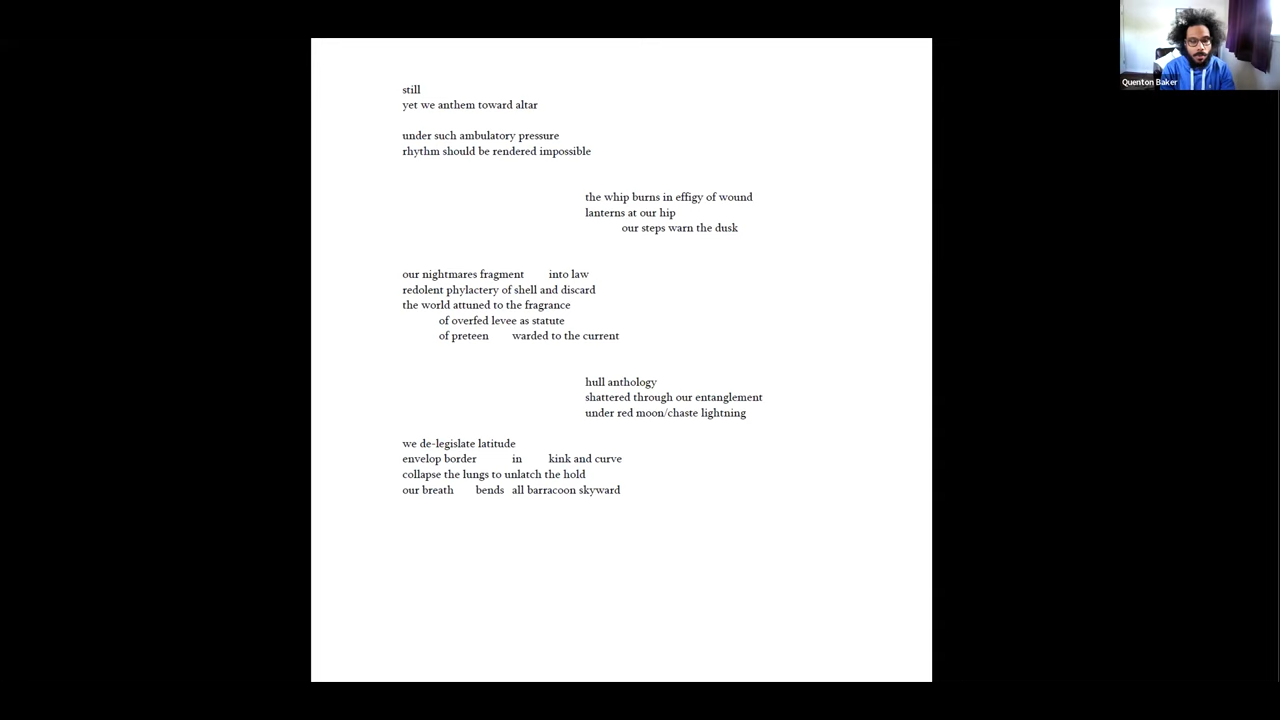 still
yet we anthem toward altar
under such ambulatory pressure
rhythm should be rendered impossible
the whip burns in effigy of wound
lanterns at our hip
our steps warn the dusk
our nightmares fragment into law
redolent phylactery of shell and discard
the world attuned to the fragrance
of overfed levee as statute
of preteen warded to the current
hull anthology
shattered through our entanglement
under red moon/chaste lightning
we de-legislate latitude
envelop border in kink and curve
collapse the lungs to unlatch the hold
our breath bends all barracoon skyward
Quenton Baker